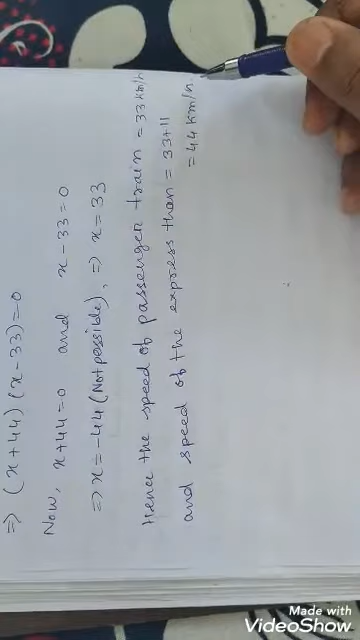 ⇒ (x+44) (x-33)=0
Now, x+44=0 and x-33=0
⇒ x=-44 (Not possible), ⇒ x=33
Hence the speed of passenger train = 33 km/h
and speed of the express than = 33+11
= 44 km/h.
Made with
VideoShow